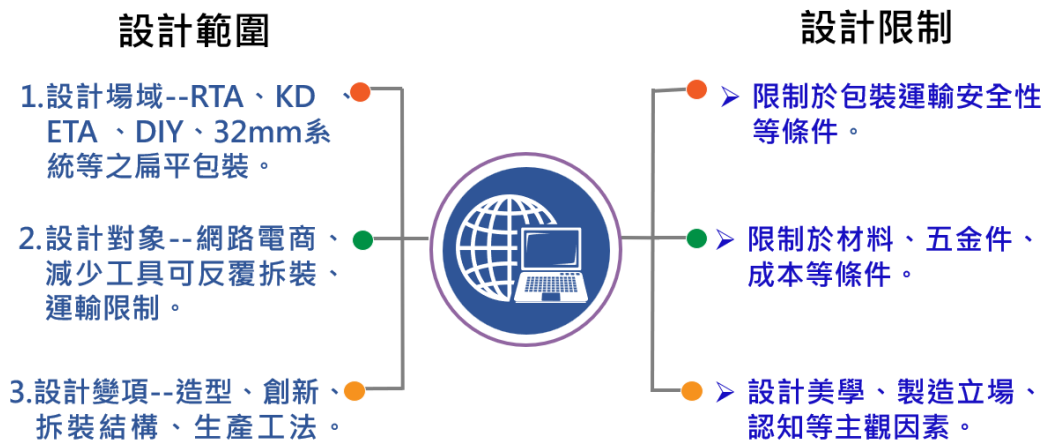 設計範圍
1.設計場域--RTA、KD、
ETA 、DIY、32mm系
統等之扁平包裝。
2.設計對象--網路電商、
減少工具可反覆拆裝、
運輸限制。
3.設計變項--造型、創新、
拆裝結構、生產工法。
設計限制
➢ 限制於包裝運輸安全性
等條件。
➢ 限制於材料、五金件、
成本等條件。
➢ 設計美學、製造立場、
認知等主觀因素。